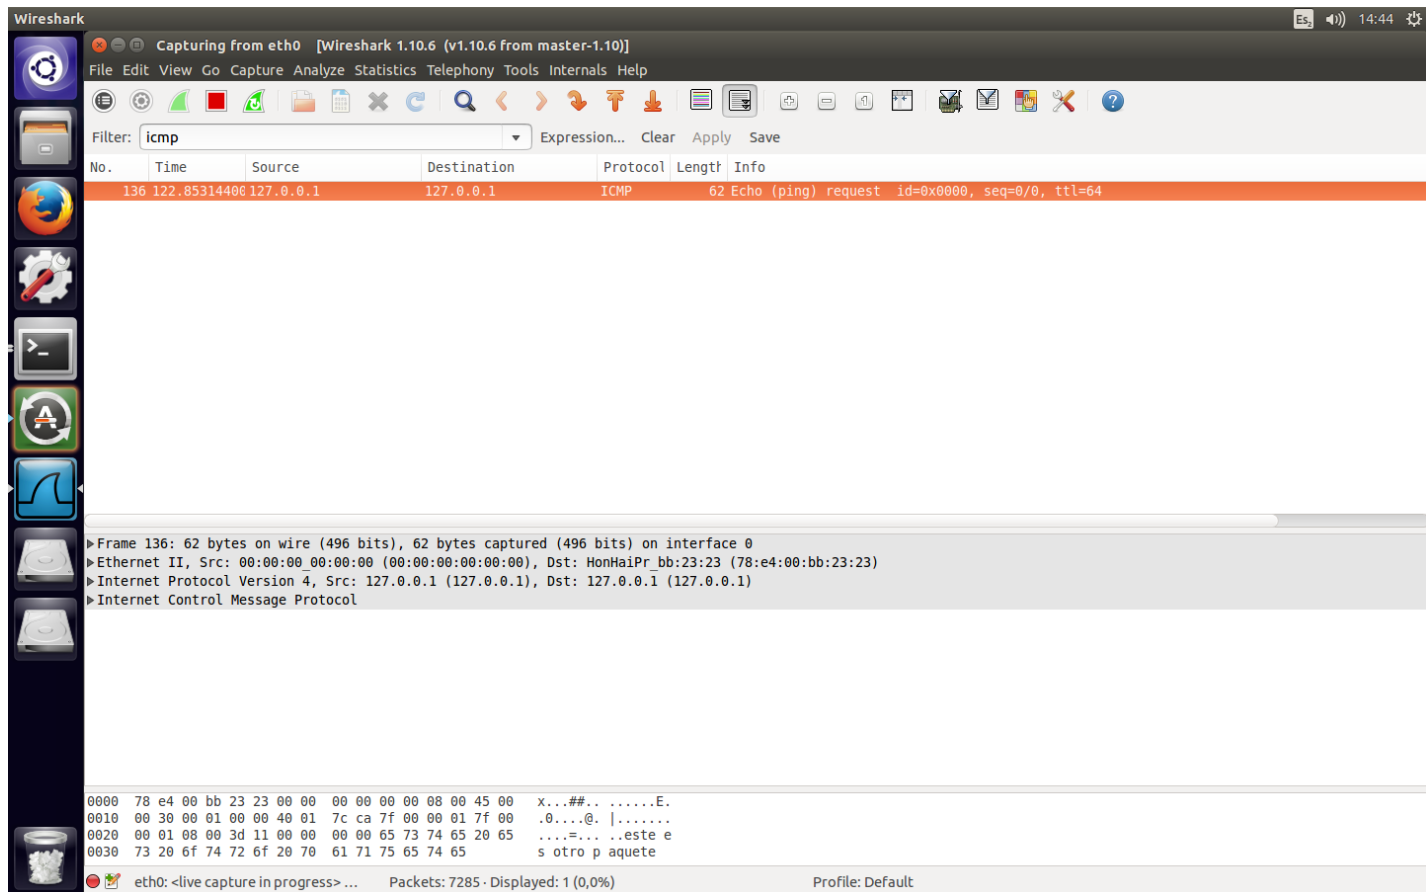 Wireshark Es2 14:44
Capturing from eth0 [Wireshark 1.10.6 (v1.10.6 from master-1.10)]
File Edit View Go Capture Analyze Statistics Telephony Tools Internals Help
Filter: icmp Expression... Clear Apply Save
No. Time Source Destination Protocol Length Info
136 122.85314400 127.0.0.1 127.0.0.1 ICMP 62 Echo (ping) request id=0x0000, seq=0/0, ttl=64
Frame 136: 62 bytes on wire (496 bits), 62 bytes captured (496 bits) on interface 0
Ethernet II, Src: 00:00:00_00:00:00 (00:00:00:00:00:00), Dst: HonHaiPr_bb:23:23 (78:e4:00:bb:23:23)
Internet Protocol Version 4, Src: 127.0.0.1 (127.0.0.1), Dst: 127.0.0.1 (127.0.0.1)
Internet Control Message Protocol
0000 78 e4 00 bb 23 23 00 00 00 00 00 00 08 00 45 00 x...##.. ......E.
0010 00 30 00 01 00 00 40 01 7c ca 7f 00 00 01 7f 00 .0....@. |.......
0020 00 01 08 00 3d 11 00 00 00 00 65 73 74 65 20 65 ....=... ..este e
0030 73 20 6f 74 72 6f 20 70 61 71 75 65 74 65 s otro p aquete
eth0: <live capture in progress> ... Packets: 7285 · Displayed: 1 (0,0%) Profile: Default